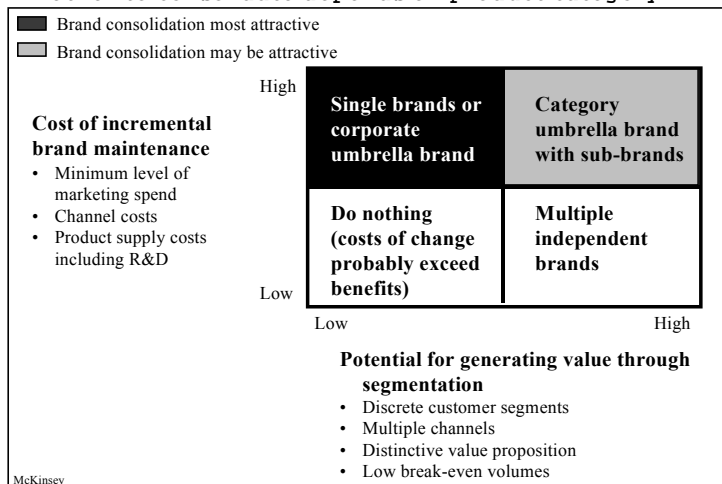 Brand consolidation most attractive
Brand consolidation may be attractive
High
Single brands or
corporate
umbrella brand
Category
umbrella brand
with sub-brands
Cost of incremental
brand maintenance
• Minimum level of
marketing spend
• Channel costs
• Product supply costs
including R&D
Do nothing
(costs of change
probably exceed
benefits)
Multiple
independent
brands
Low
Low
High
Potential for generating value through
segmentation
• Discrete customer segments
• Multiple channels
• Distinctive value proposition
• Low break-even volumes
McKinsey